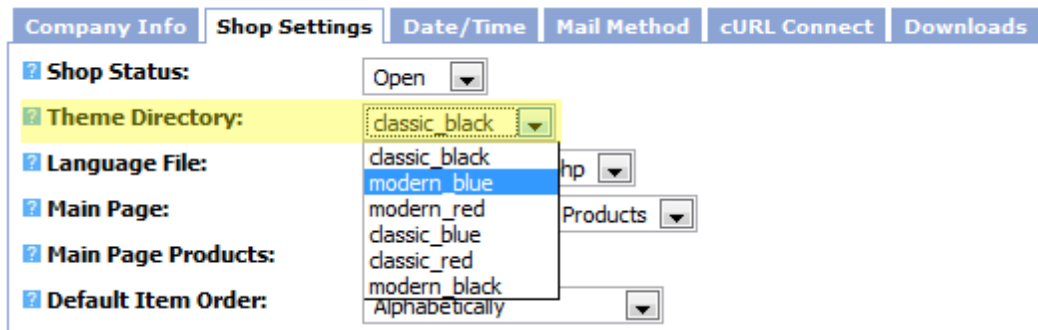 Company Info Shop Settings Date/Time Mail Method cURL Connect Downloads
Shop Status: Open
Theme Directory: classic_black
classic_black
Language File: hp
modern_blue
modern_red
Main Page: Products
classic_blue
Main Page Products:
classic_red
modern_black
Default Item Order: Alphabetically